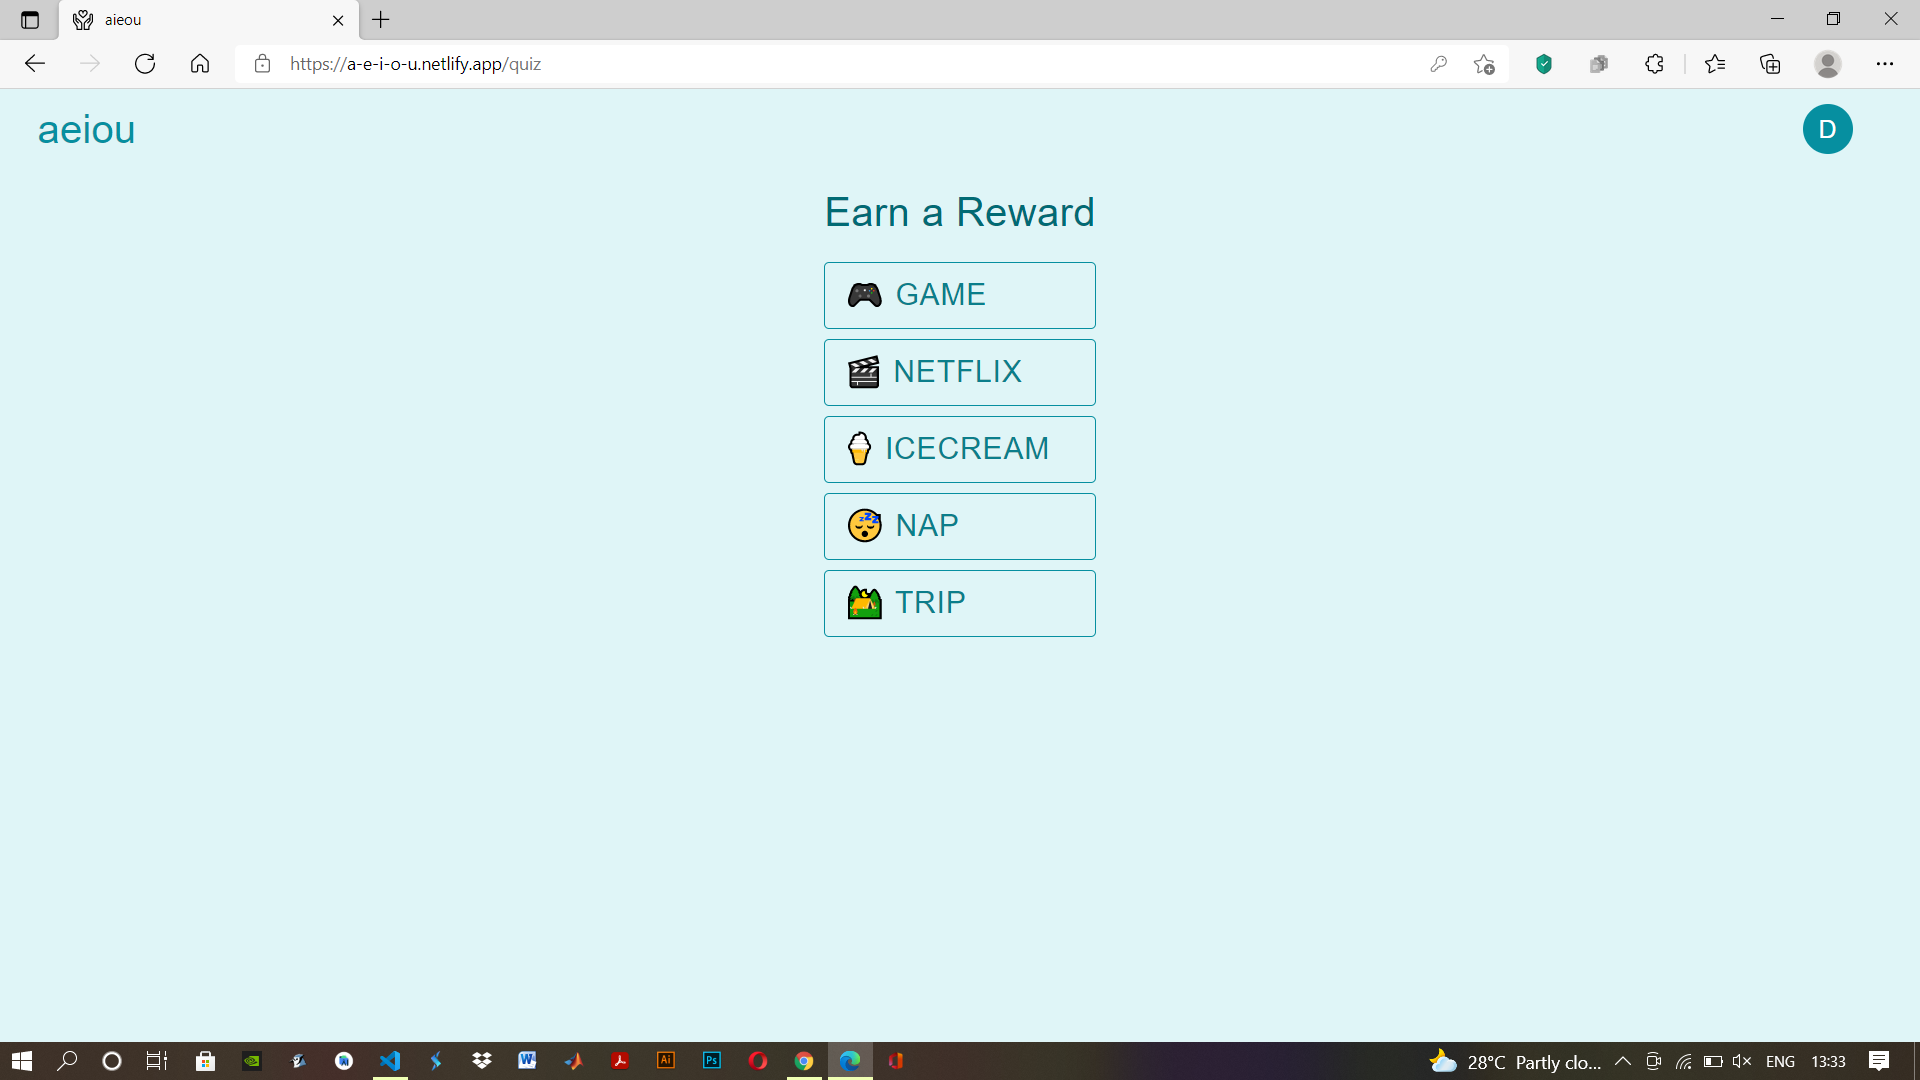 aieou
https://a-e-i-o-u.netlify.app/quiz
aeiou
D
Earn a Reward
GAME
NETFLIX
ICECREAM
NAP
TRIP
28°C Partly clo... ENG 13:33